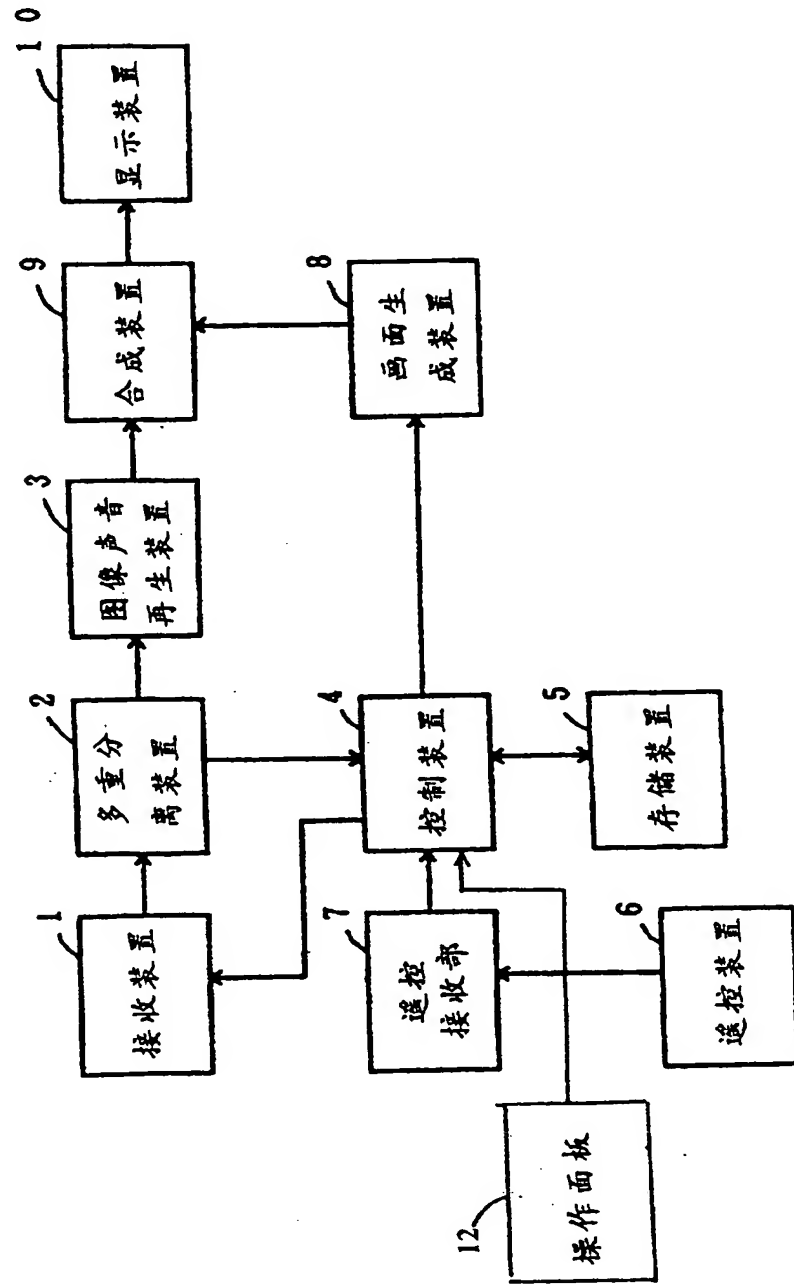 1
接收装置
2
多重分
离装置
3
图像声音
再生装置
9
合成装置
10
显示装置
7
遥控
接收部
4
控制装置
8
画面生
成装置
6
遥控装置
5
存储装置
12
操作面板